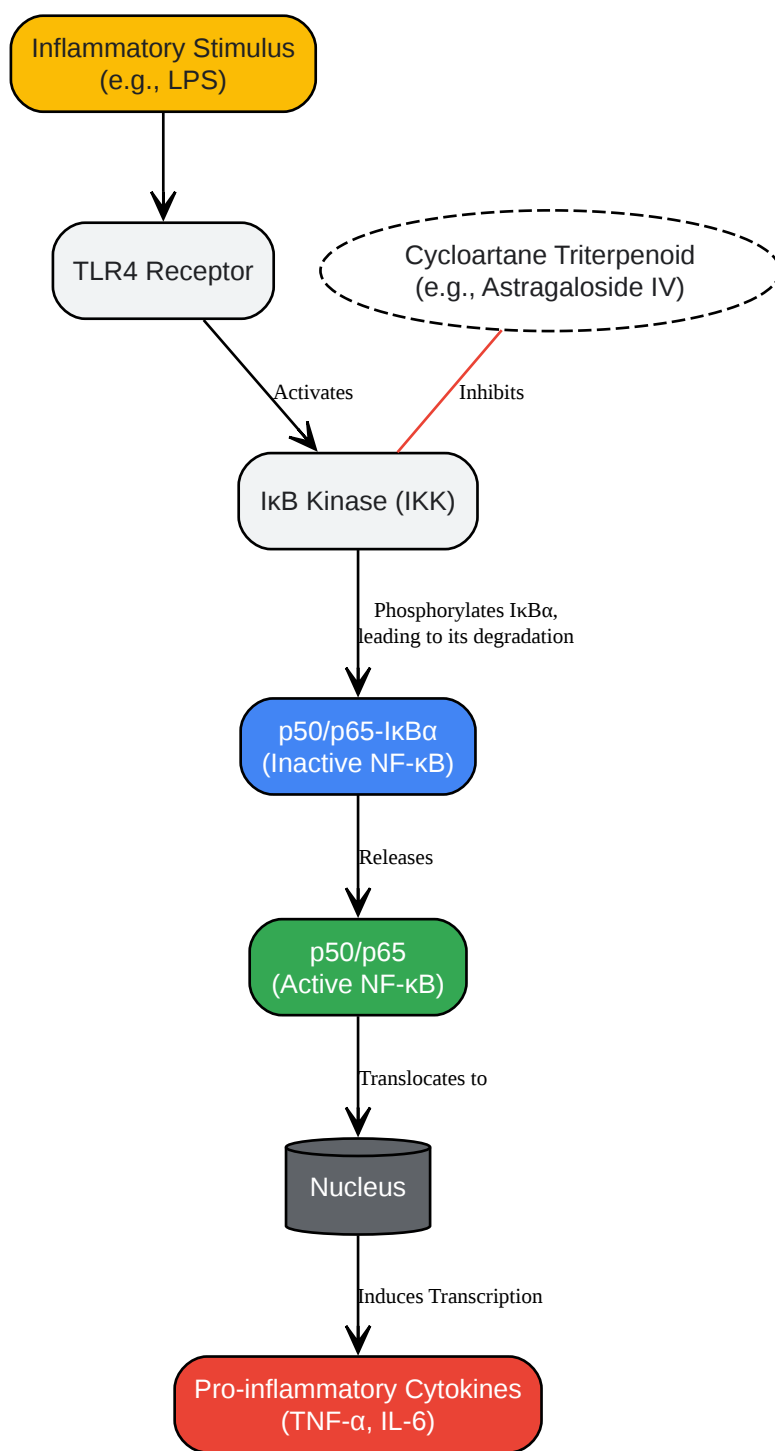 Inflammatory Stimulus
(e.g., LPS)
TLR4 Receptor
Cycloartane Triterpenoid
(e.g., Astragaloside IV)
Activates
Inhibits
IκB Kinase (IKK)
Phosphorylates IκBα,
leading to its degradation
p50/p65-IκBα
(Inactive NF-κB)
Releases
p50/p65
(Active NF-κB)
Translocates to
Nucleus
Induces Transcription
Pro-inflammatory Cytokines
(TNF-α, IL-6)